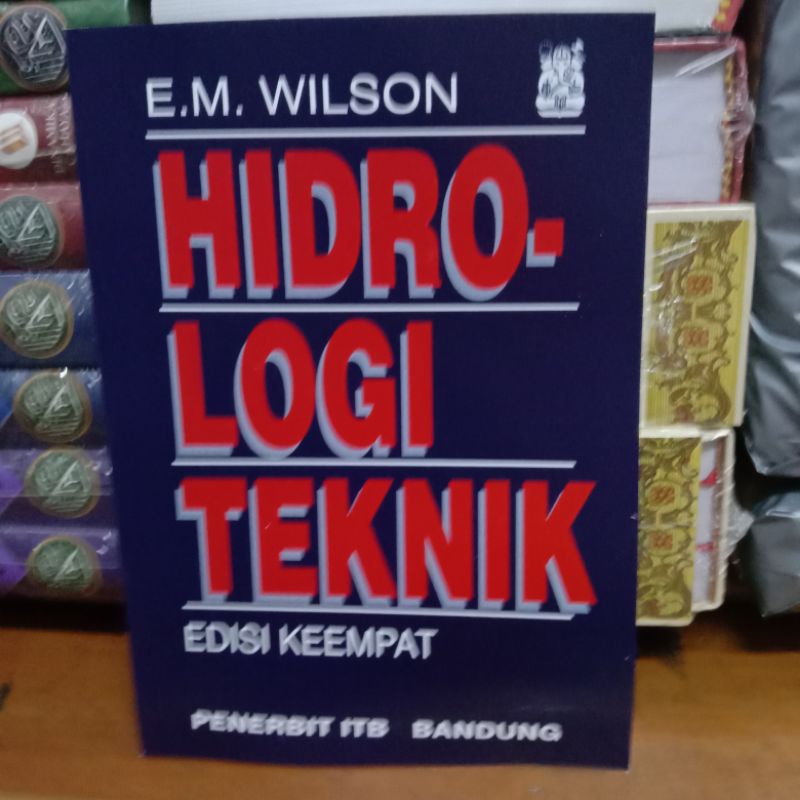 E.M. WILSON
HIDRO-
LOGI
TEKNIK
EDISI KEEMPAT
PENERBIT ITB BANDUNG